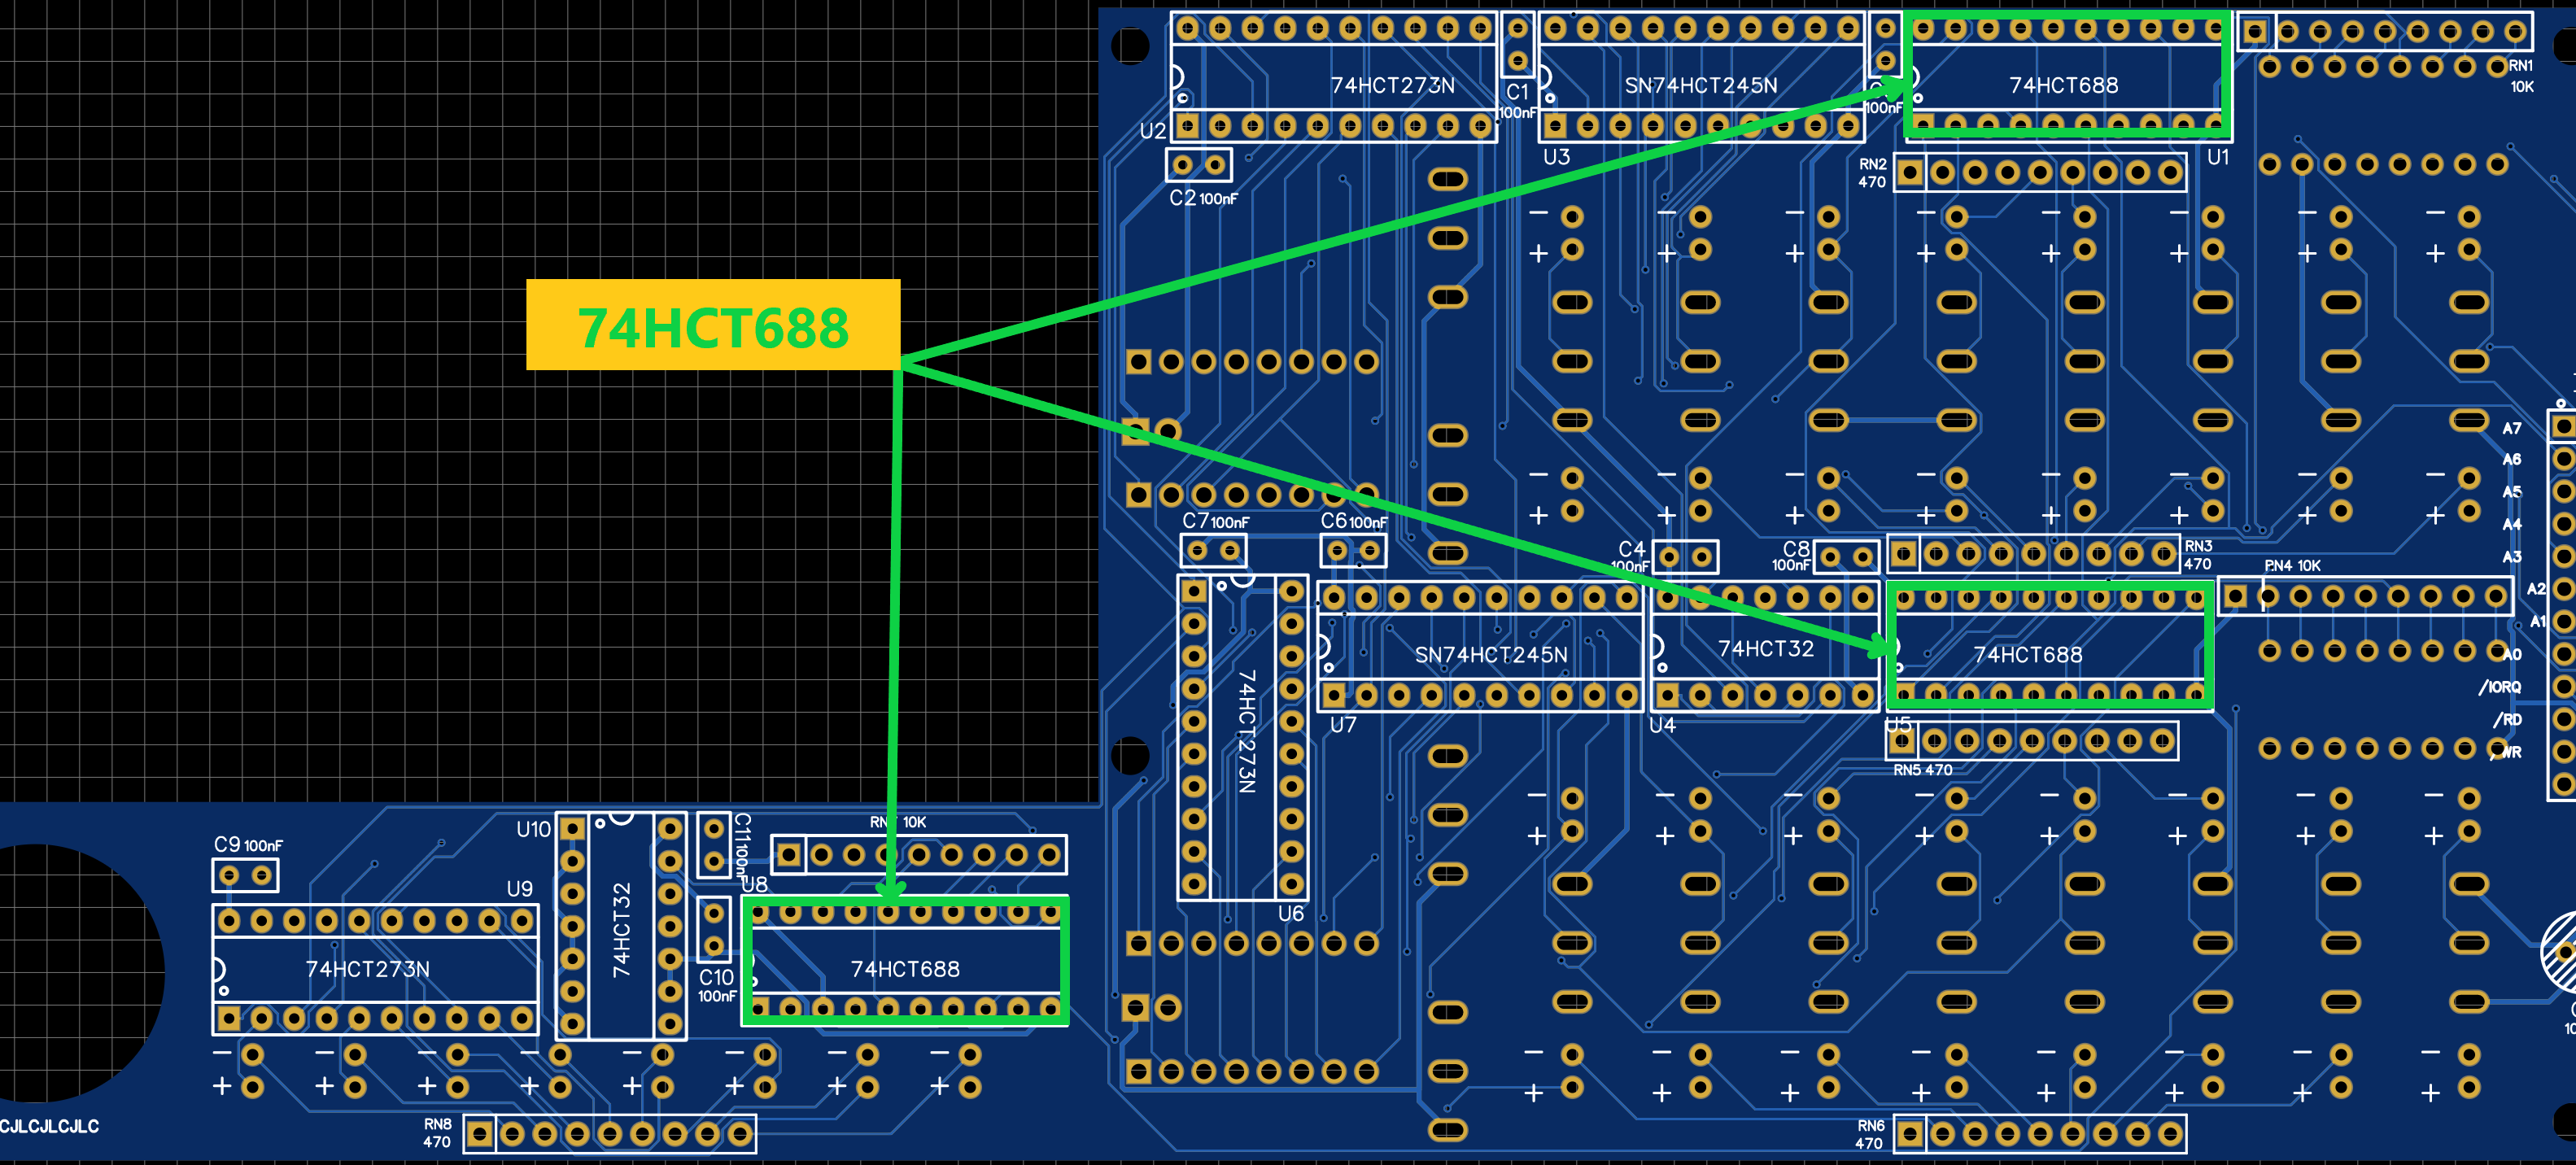 74HCT273N
SN74HCT245N
74HCT688
RN1
10K
C1
100nF
100nF
U2
U3
U1
C2 100nF
RN2
470
74HCT688
− − − − − − − −
+ + + + + + + +
A7
A6
− − − − − − − −
A5
+ + + + + + + +
C7 100nF
C6 100nF
A4
C4
100nF
C8
100nF
RN3
470
A3
RN4 10K
A2
A1
74HCT273N
SN74HCT245N
74HCT32
74HCT688
A0
/IORQ
/RD
U7
U4
U5
RN5 470
− − − − − − − −
+ + + + + + + +
U10
C11 100nF
10K
C9 100nF
U9
U8
U6
74HCT273N
74HCT32
C10
100nF
74HCT688
− − − − − − − −
+ + + + + + + +
− − − − − − − −
+ + + + + + + +
CJLCJLCJLC
RN8
470
RN6
470